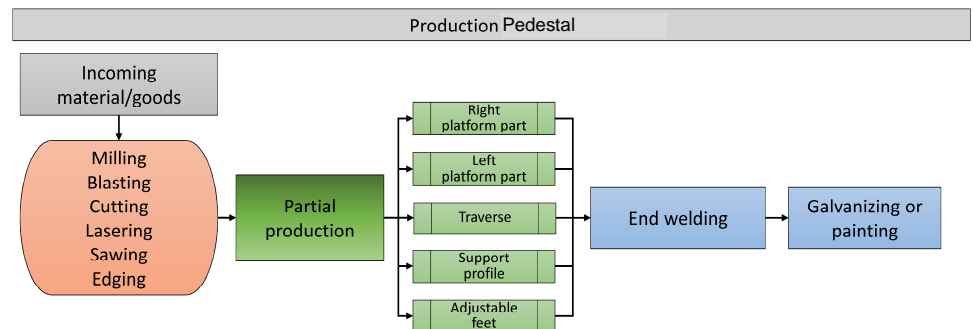 Production Pedestal
Incoming
material/goods
Milling
Blasting
Cutting
Lasering
Sawing
Edging
Partial
production
Right
platform part
Left
platform part
Traverse
Support
profile
Adjustable
feet
End welding
Galvanizing or
painting